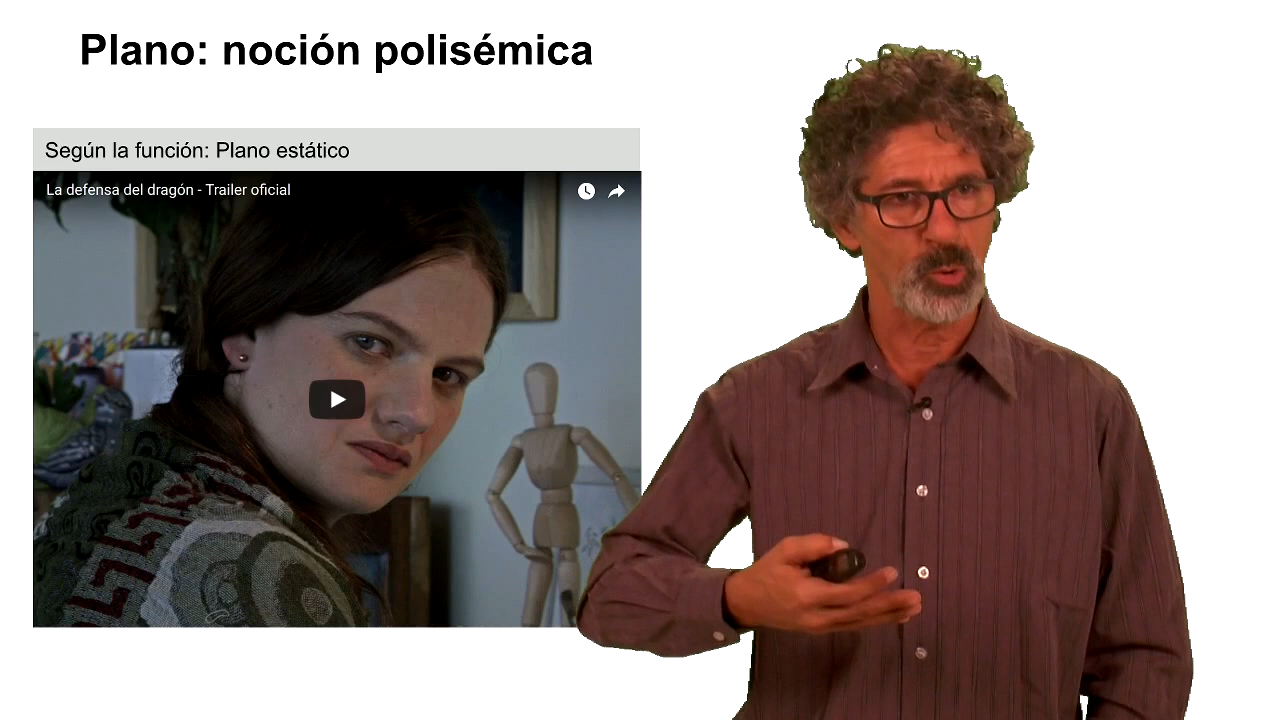 Plano: noción polisémica
Según la función: Plano estático
La defensa del dragón - Trailer oficial